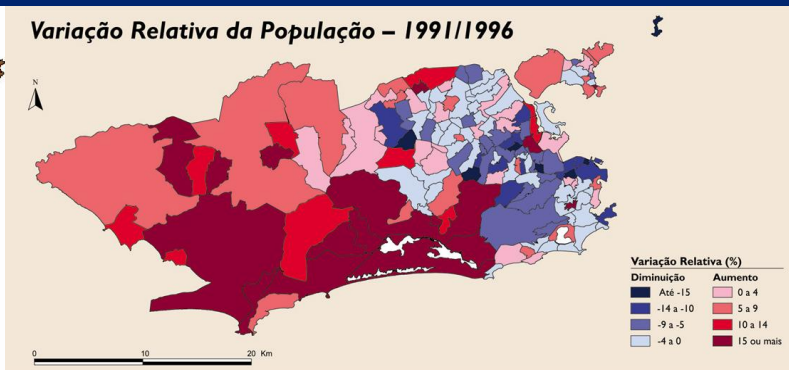 Variação Relativa da População – 1991/1996
N
Variação Relativa (%)
Diminuição Aumento
Até -15 0 a 4
-14 a -10 5 a 9
-9 a -5 10 a 14
-4 a 0 15 ou mais
0 10 20 Km